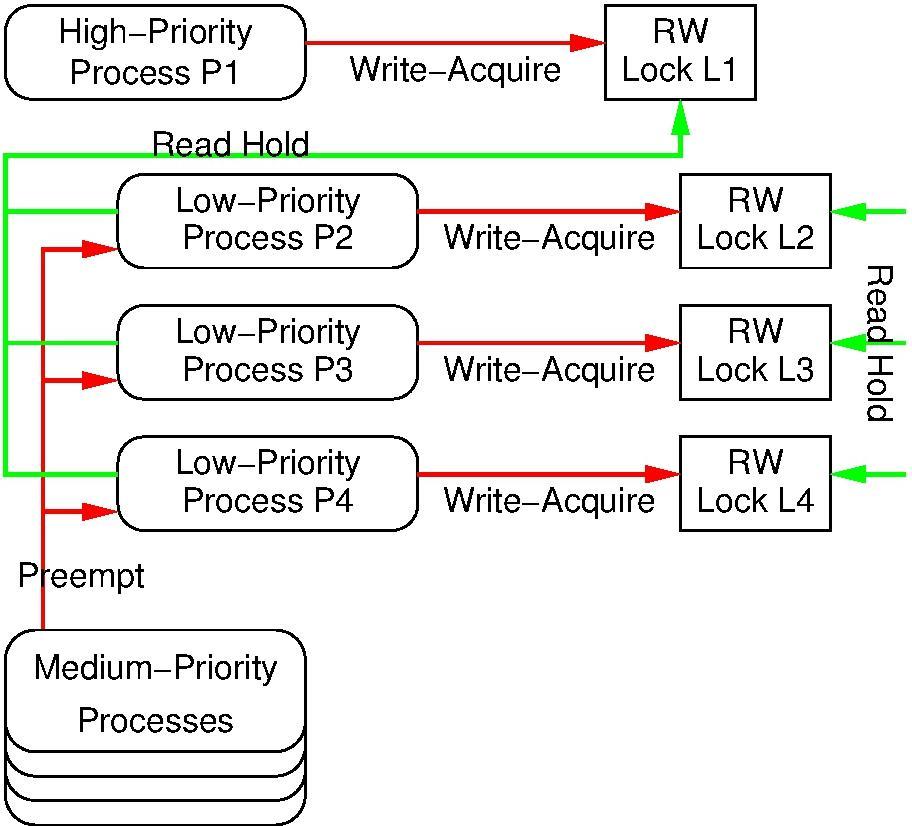 High−Priority
Process P1
Write−Acquire
RW
Lock L1
Read Hold
Low−Priority
Process P2
Write−Acquire
RW
Lock L2
Read Hold
Low−Priority
Process P3
Write−Acquire
RW
Lock L3
Low−Priority
Process P4
Write−Acquire
RW
Lock L4
Preempt
Medium−Priority
Processes